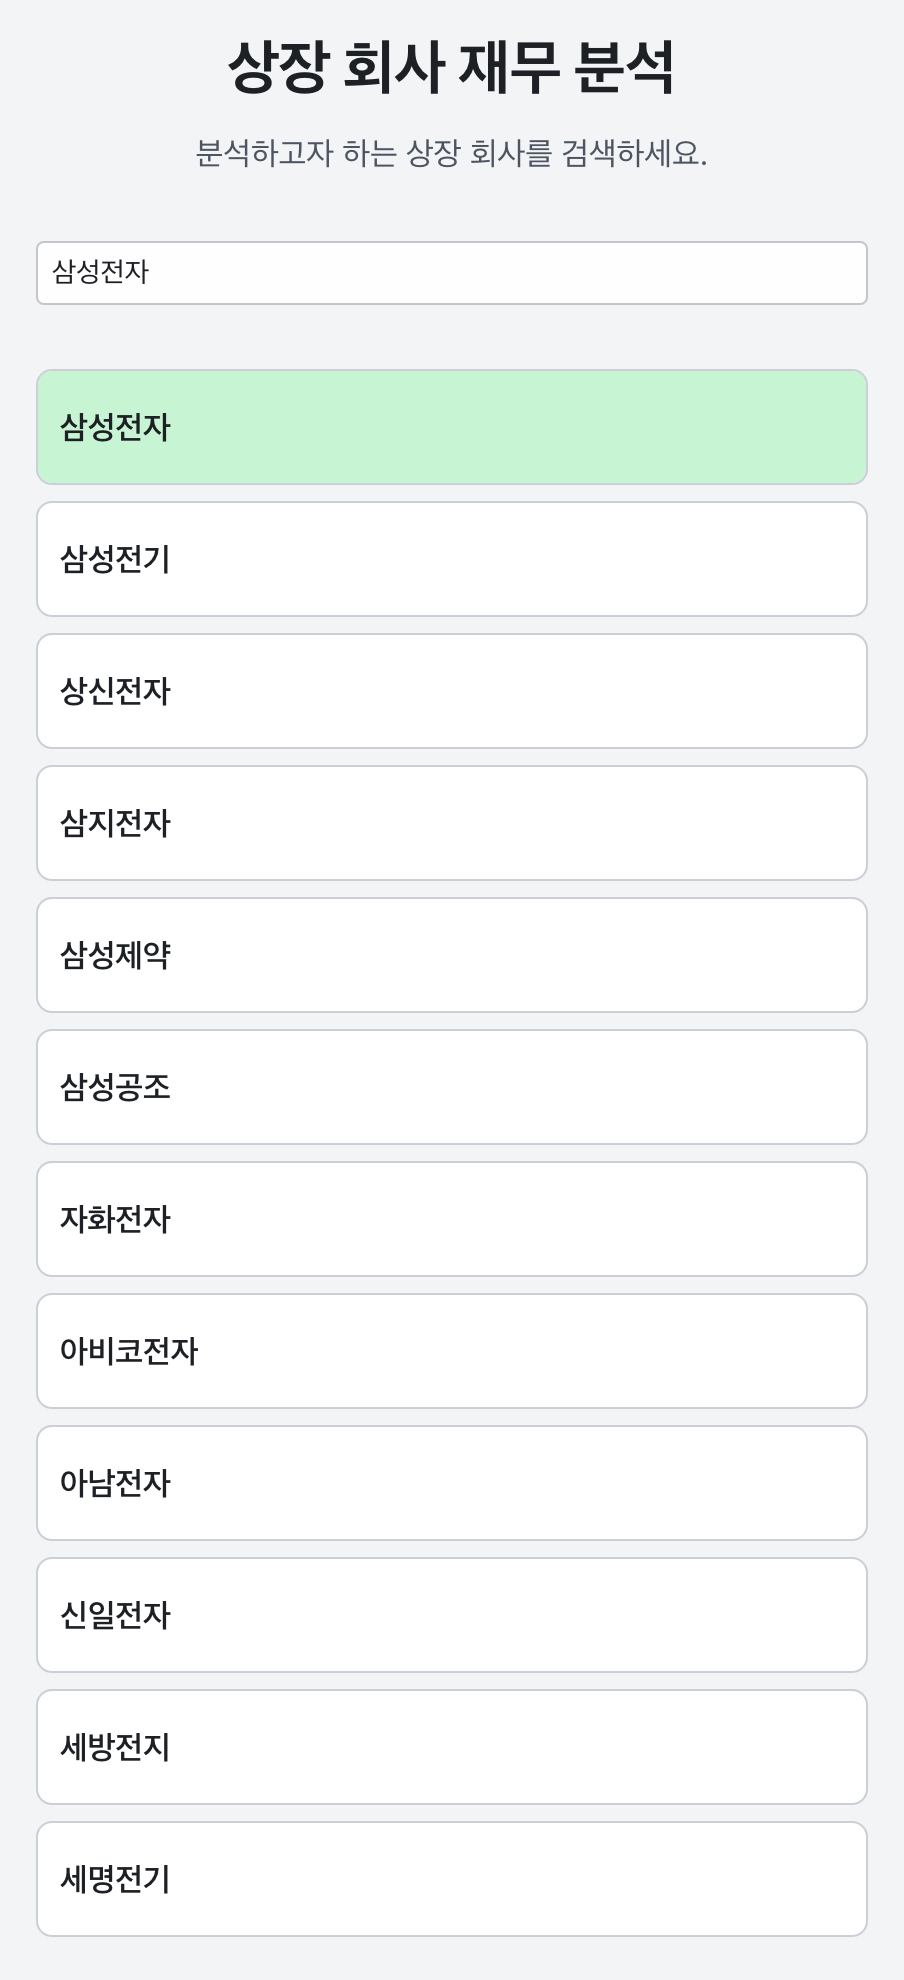 상장 회사 재무 분석
분석하고자 하는 상장 회사를 검색하세요.
삼성전자
삼성전자
삼성전기
상신전자
삼지전자
삼성제약
삼성공조
자화전자
아비코전자
아남전자
신일전자
세방전지
세명전기